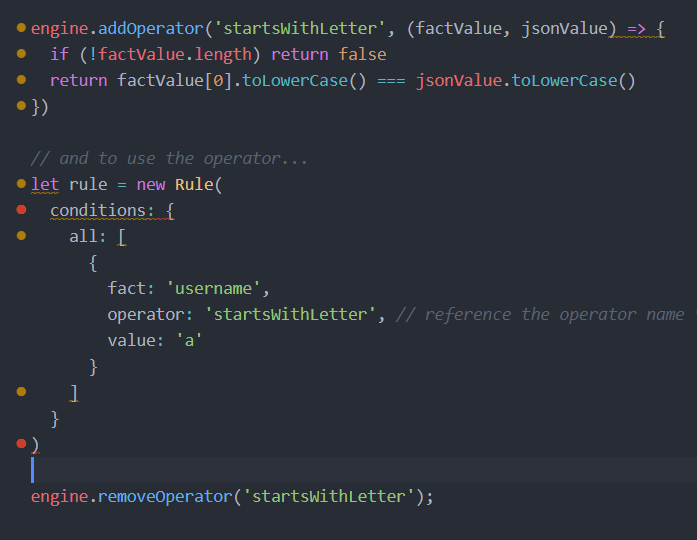 engine.addOperator('startsWithLetter', (factValue, jsonValue) => {
  if (!factValue.length) return false
  return factValue[0].toLowerCase() === jsonValue.toLowerCase()
})
// and to use the operator...
let rule = new Rule(
  conditions: {
    all: [
      {
        fact: 'username',
        operator: 'startsWithLetter', // reference the operator name
        value: 'a'
      }
    ]
  }
)
engine.removeOperator('startsWithLetter');